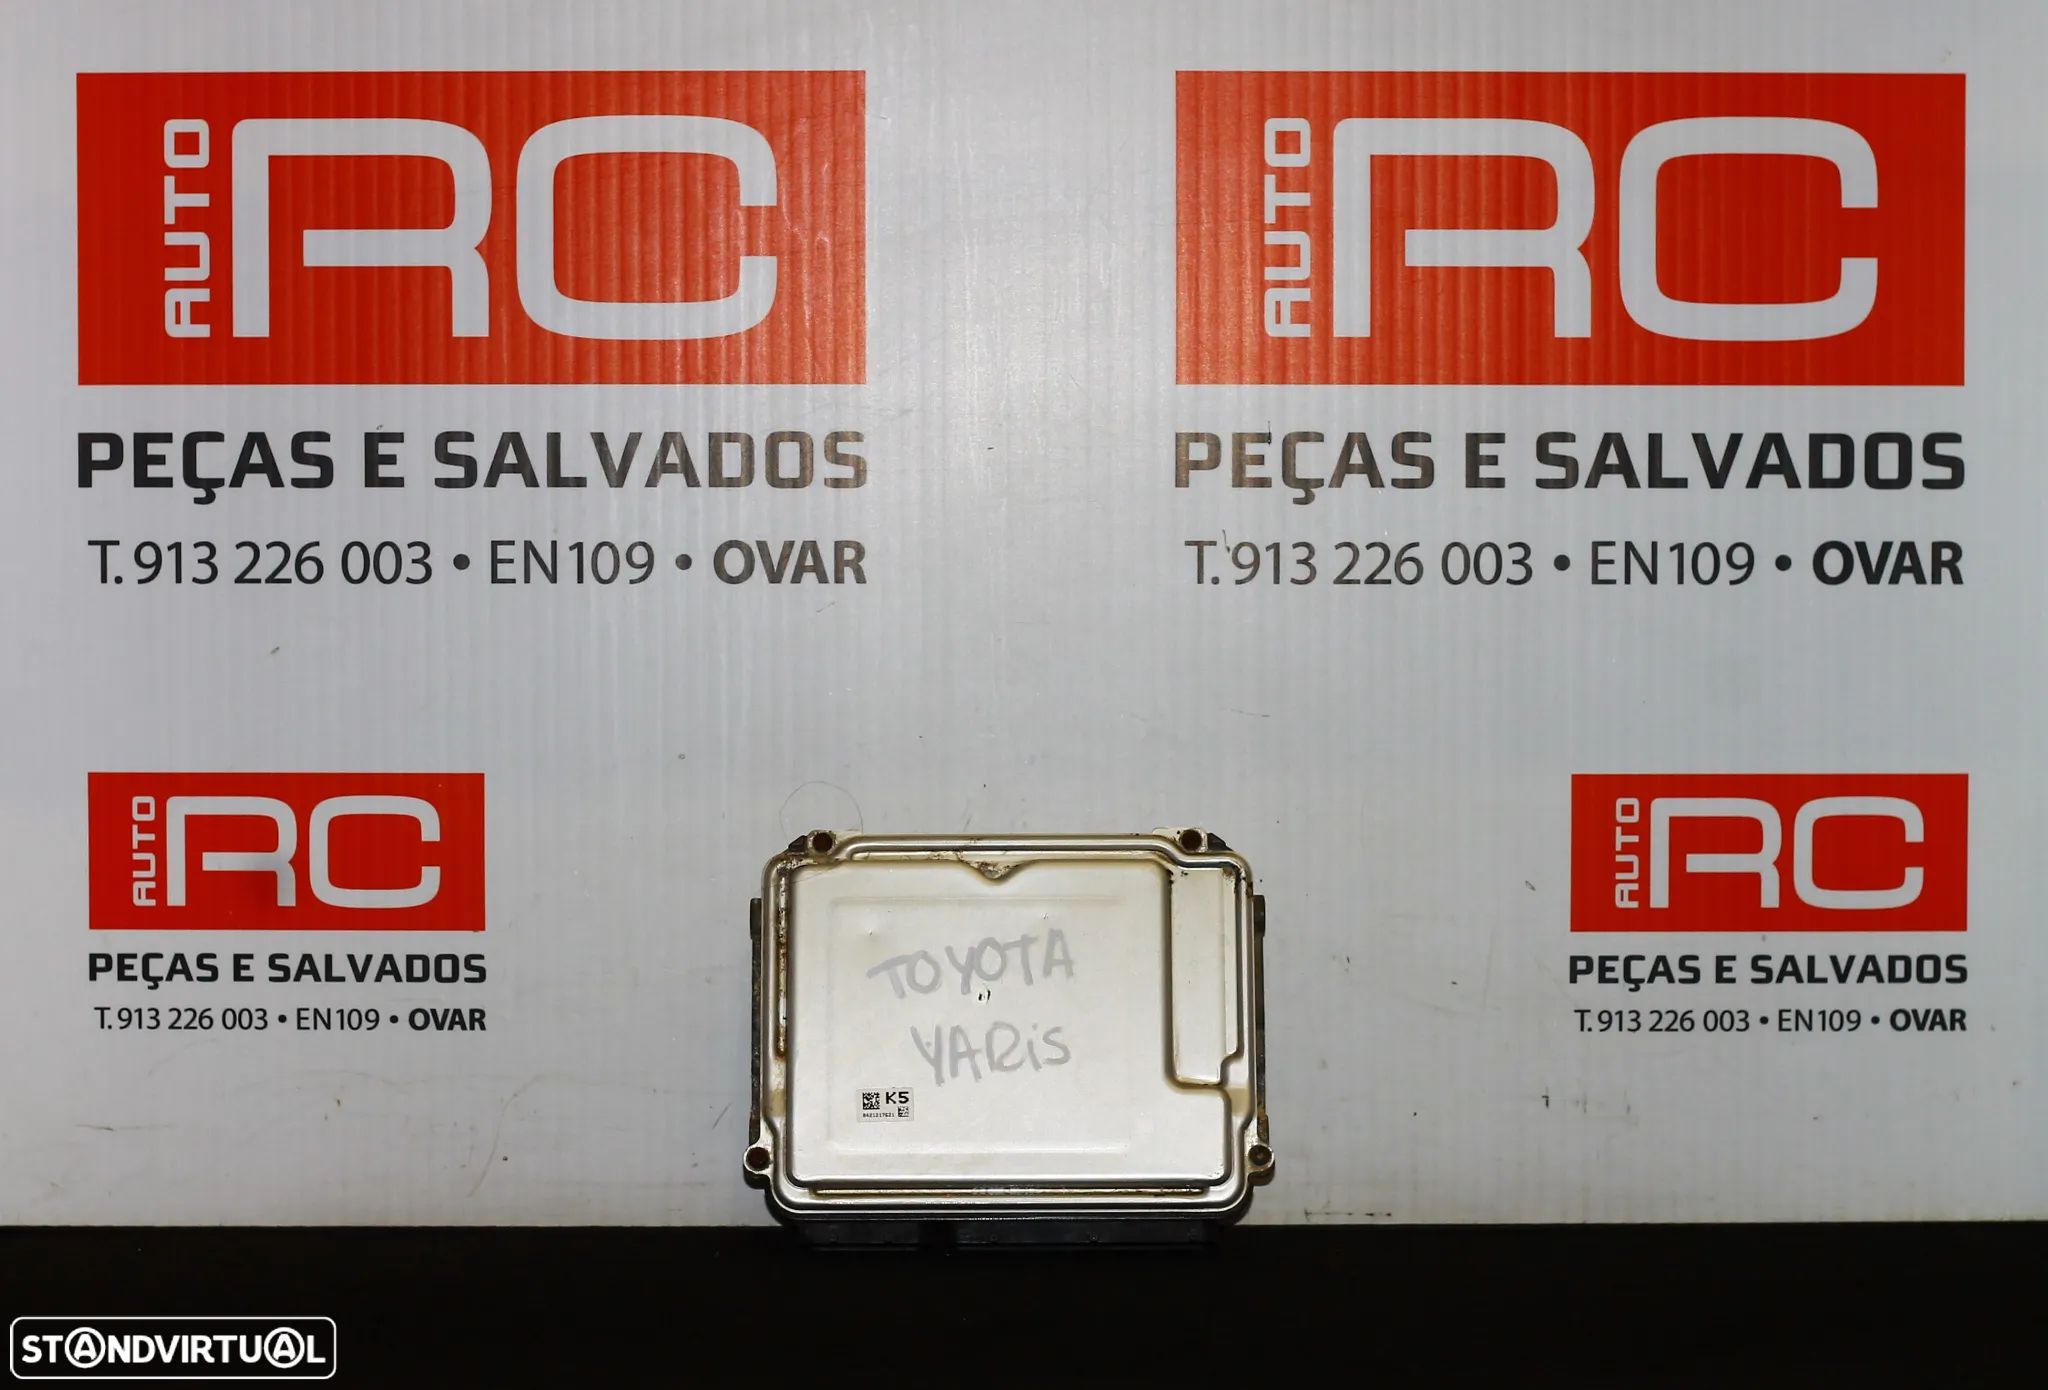 AUTO RC
PEÇAS E SALVADOS
T. 913 226 003 • EN109 • OVAR
AUTO RC
PEÇAS E SALVADOS
T. 913 226 003 • EN109 • OVAR
AUTO RC
PEÇAS E SALVADOS
T. 913 226 003 • EN109 • OVAR
TOYOTA
YARiS
K5
8421217621
AUTO RC
PEÇAS E SALVADOS
T. 913 226 003 • EN109 • OVAR
STANDVIRTUAL